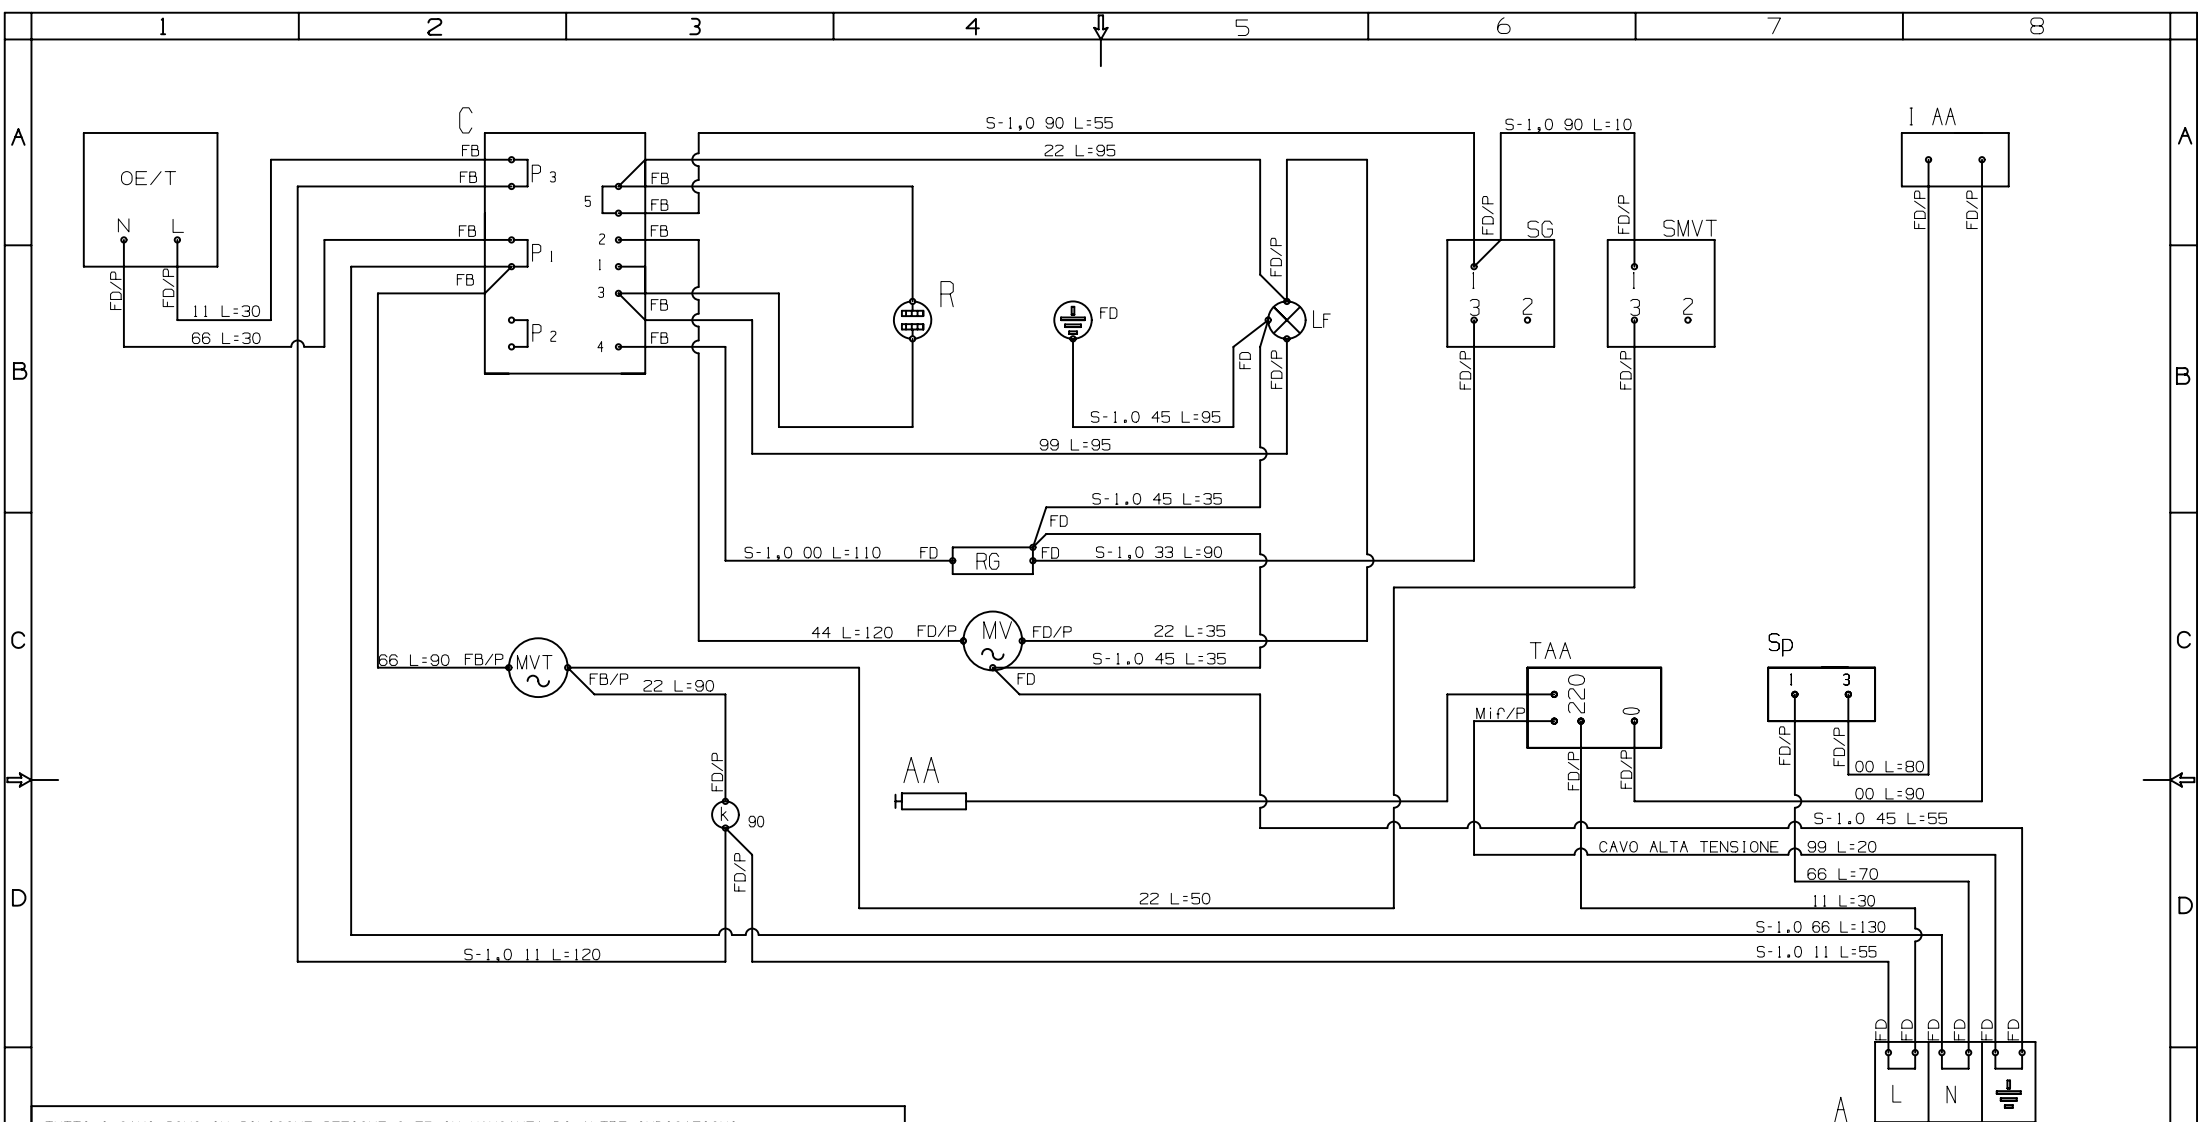 1 2 3 4 5 6 7 8
A A
C
S-1,0 90 L=55
S-1,0 90 L=10
I AA
OE/T
N L
FB
FB
FB
FB
P 3
P 1
P 2
5
2
1
3
4
FB
FB
FB
FB
FB
22 L=95
FD/P
FD/P
11 L=30
66 L=30
R
FD
FD/P
LF
FD
FD/P
FD/P
SG
1
3 2
FD/P
FD/P
SMVT
1
3 2
FD/P
FD/P
FD/P
B B
S-1.0 45 L=95
99 L=95
S-1.0 45 L=35
FD
S-1,0 00 L=110
FD
RG
FD
S-1,0 33 L=90
C C
44 L=120
FD/P
MV
FD/P
22 L=35
S-1.0 45 L=35
FD
66 L=90
FB/P
MVT
FB/P
22 L=90
FD/P
k
90
FD/P
AA
TAA
220
0
Mif/P
FD/P
FD/P
Sp
1 3
FD/P
FD/P
00 L=80
00 L=90
S-1.0 45 L=55
CAVO ALTA TENSIONE
99 L=20
66 L=70
D D
22 L=50
11 L=30
S-1.0 66 L=130
S-1,0 11 L=120
S-1.0 11 L=55
FD FD FD FD FD FD
L N
A